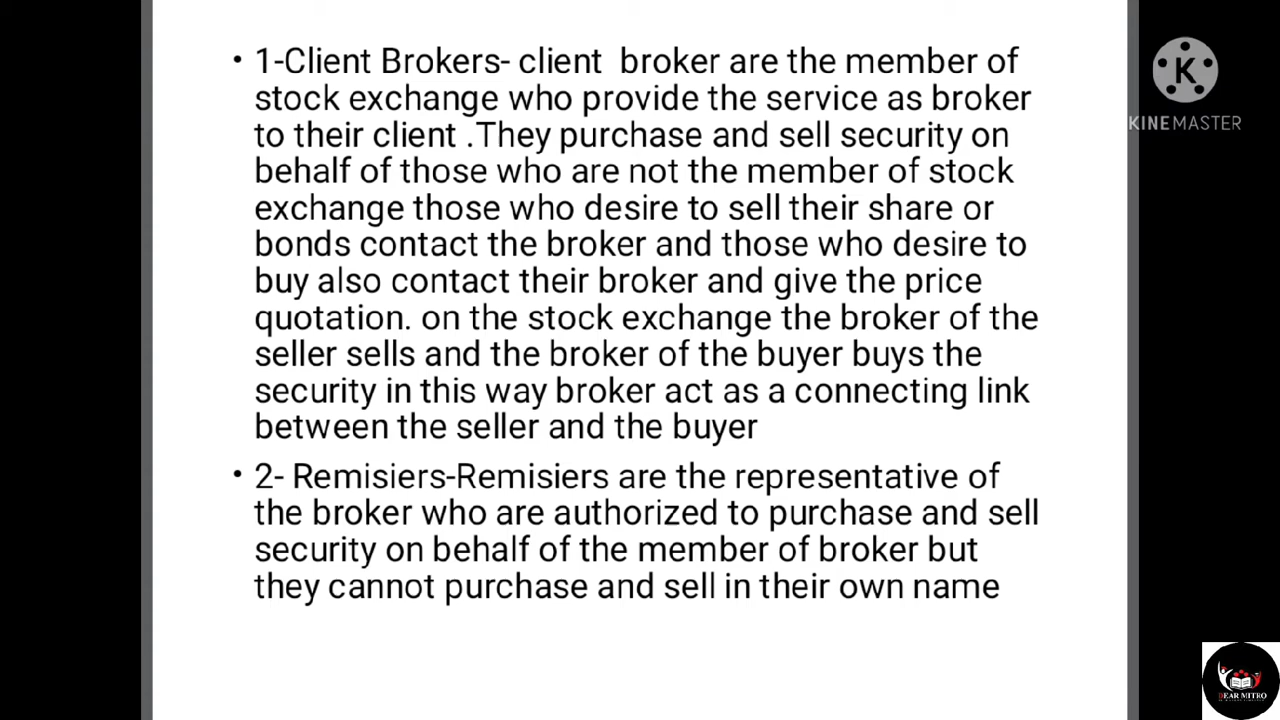 • 1-Client Brokers- client broker are the member of
stock exchange who provide the service as broker
to their client .They purchase and sell security on
behalf of those who are not the member of stock
exchange those who desire to sell their share or
bonds contact the broker and those who desire to
buy also contact their broker and give the price
quotation. on the stock exchange the broker of the
seller sells and the broker of the buyer buys the
security in this way broker act as a connecting link
between the seller and the buyer
• 2- Remisiers-Remisiers are the representative of
the broker who are authorized to purchase and sell
security on behalf of the member of broker but
they cannot purchase and sell in their own name
K
KINEMASTER
DEAR MITRO